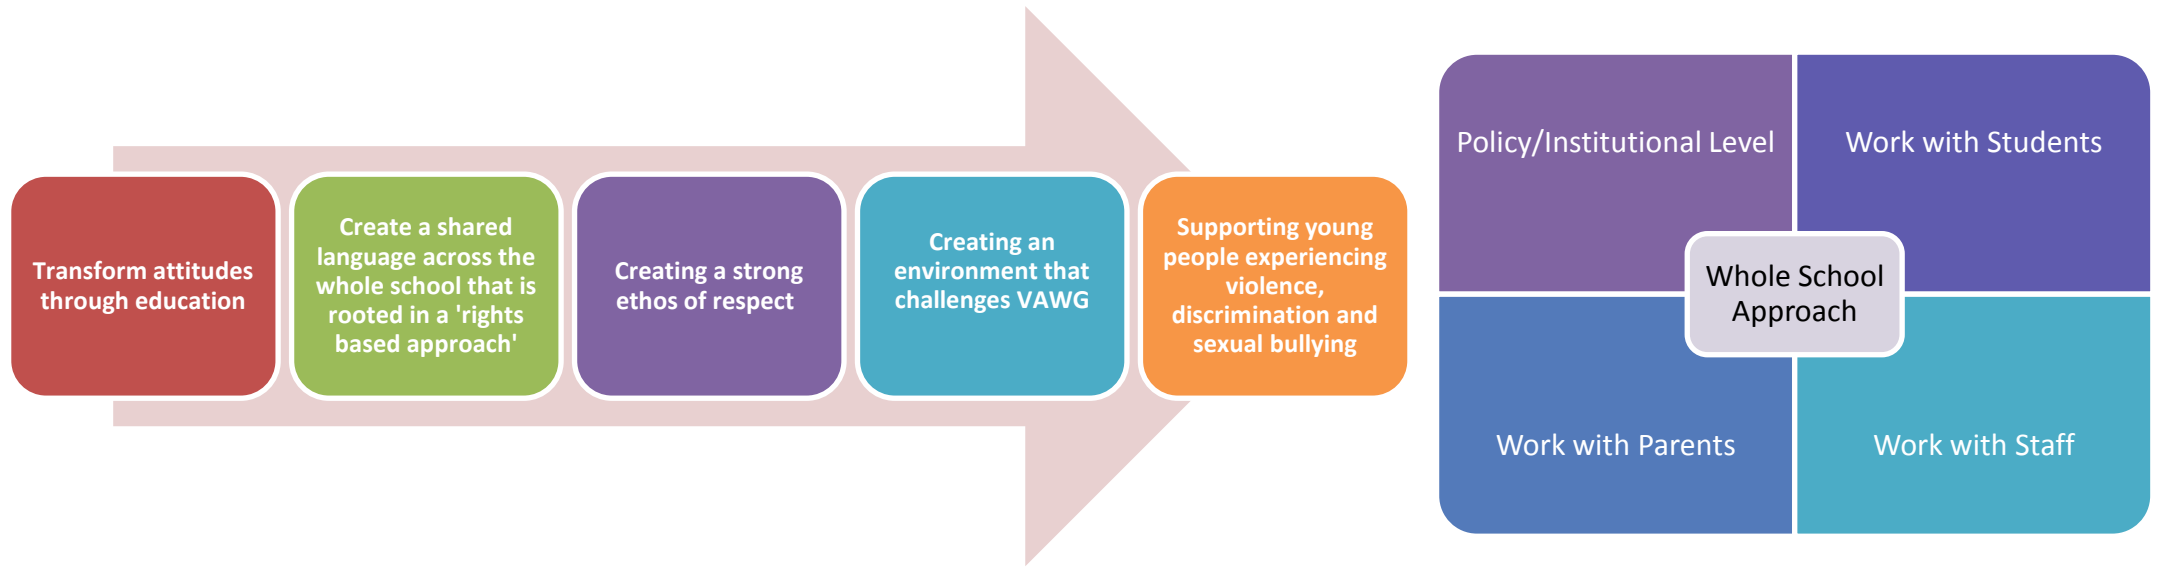 Transform attitudes
through education
Create a shared
language across the
whole school that is
rooted in a 'rights
based approach'
Creating a strong
ethos of respect
Creating an
environment that
challenges VAWG
Supporting young
people experiencing
violence,
discrimination and
sexual bullying
Policy/Institutional Level
Work with Students
Whole School
Approach
Work with Parents
Work with Staff